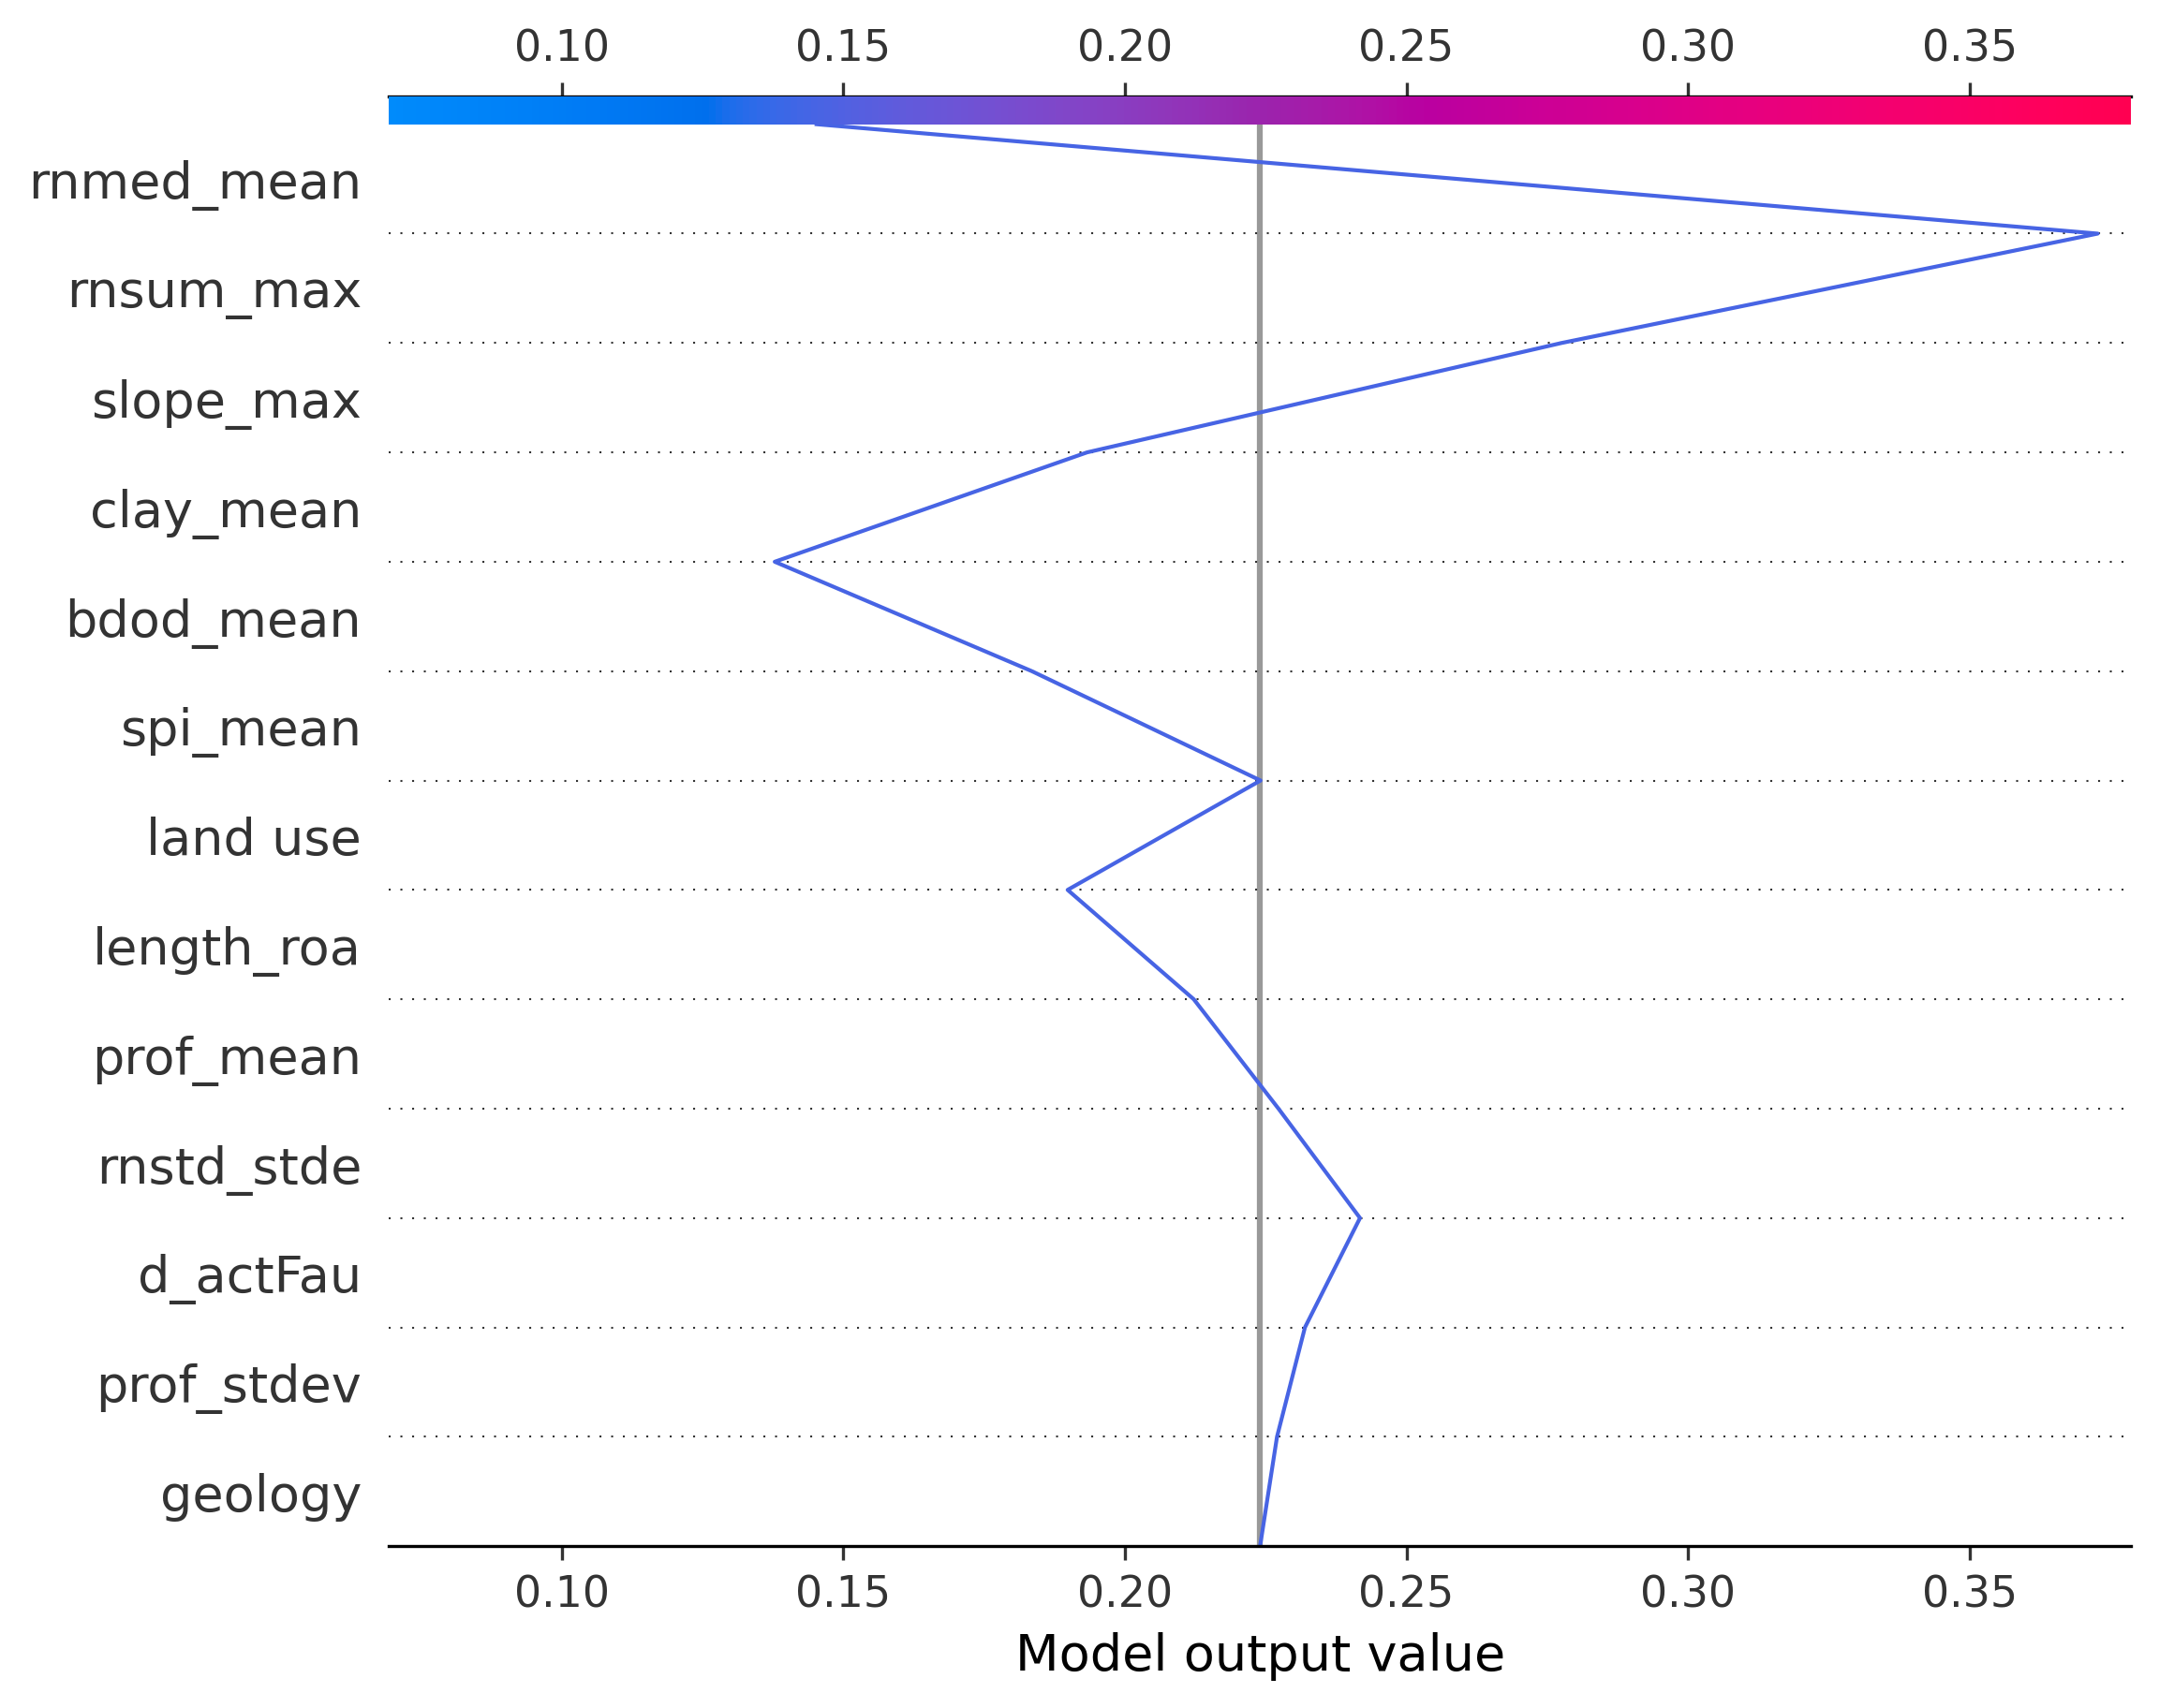 0.10 0.15 0.20 0.25 0.30 0.35
rnmed_mean
rnsum_max
slope_max
clay_mean
bdod_mean
spi_mean
land use
length_roa
prof_mean
rnstd_stde
d_actFau
prof_stdev
geology
0.10 0.15 0.20 0.25 0.30 0.35
Model output value